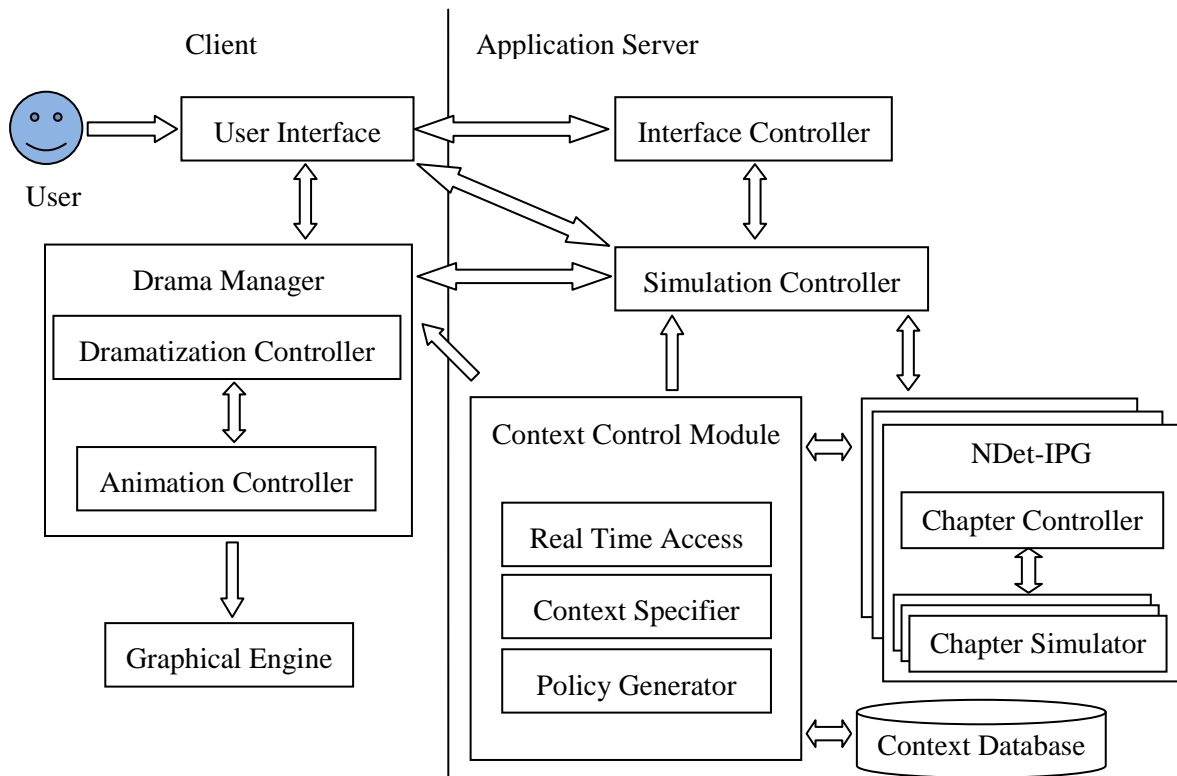 Client
Application Server
User Interface
Interface Controller
User
Drama Manager
Simulation Controller
Dramatization Controller
Context Control Module
NDet-IPG
Animation Controller
Chapter Controller
Real Time Access
Context Specifier
Chapter Simulator
Graphical Engine
Policy Generator
Context Database